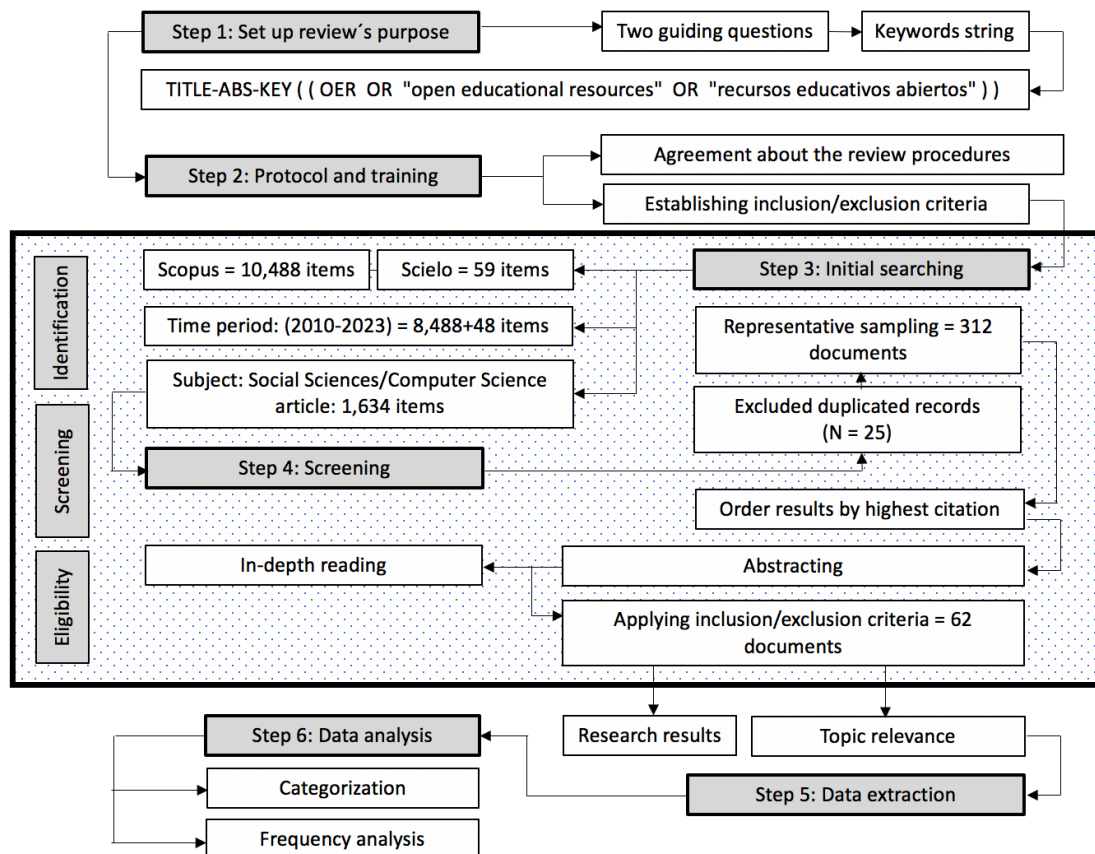 Step 1: Set up review´s purpose
Two guiding questions
Keywords string
TITLE-ABS-KEY ( ( OER OR "open educational resources" OR "recursos educativos abiertos" ) )
Step 2: Protocol and training
Agreement about the review procedures
Establishing inclusion/exclusion criteria
Identification
Scopus = 10,488 items
Scielo = 59 items
Step 3: Initial searching
Time period: (2010-2023) = 8,488+48 items
Representative sampling = 312
documents
Subject: Social Sciences/Computer Science
article: 1,634 items
Excluded duplicated records
(N = 25)
Screening
Step 4: Screening
Order results by highest citation
Eligibility
In-depth reading
Abstracting
Applying inclusion/exclusion criteria = 62
documents
Step 6: Data analysis
Research results
Topic relevance
Categorization
Step 5: Data extraction
Frequency analysis